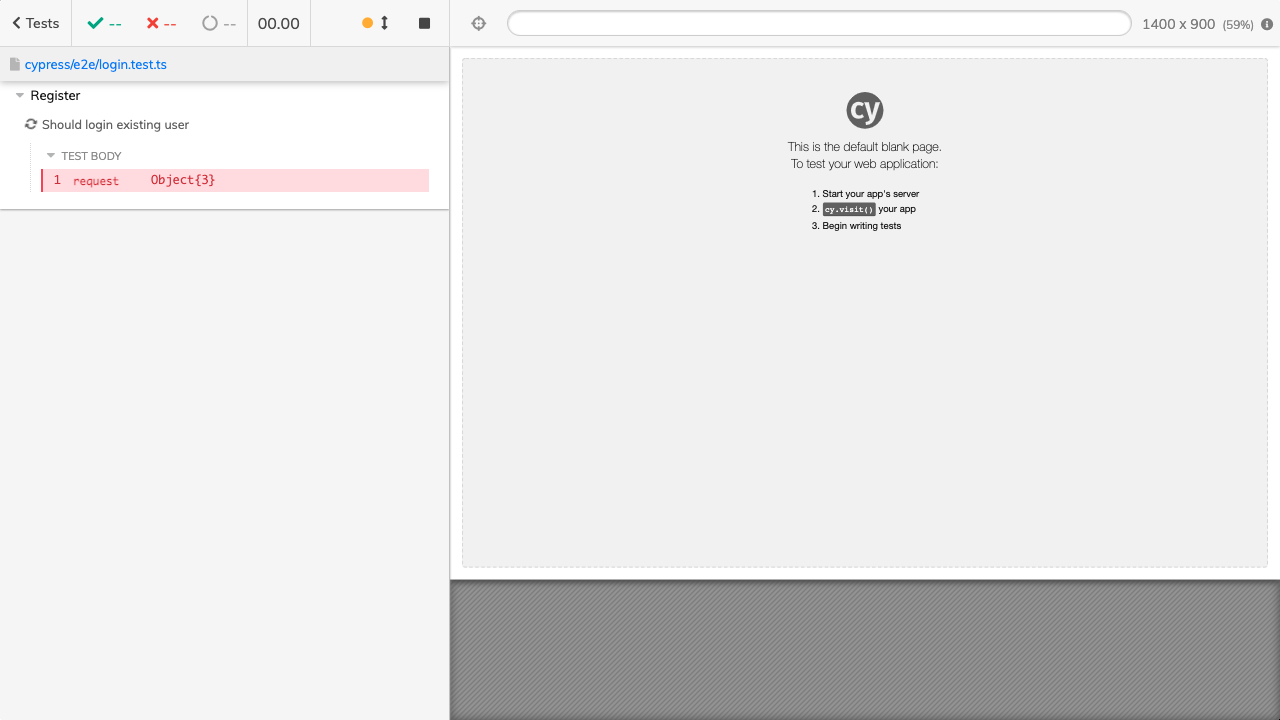 Tests -- -- -- 00.00 1400 x 900 (59%)
cypress/e2e/login.test.ts
Register
Should login existing user
TEST BODY
1 request Object{3}
cy
This is the default blank page.
To test your web application:
1. Start your app's server
2. cy.visit() your app
3. Begin writing tests